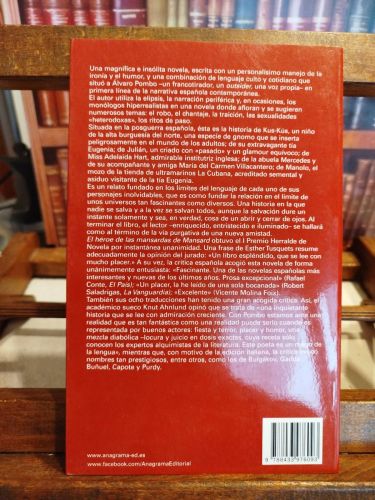 Una magnífica e insólita novela, escrita con un personalísimo manejo de la
ironía y el humor, y una combinación de lenguaje culto y cotidiano que
situó a Álvaro Pombo –un francotirador, un outsider, una voz propia– en
primera línea de la narrativa española contemporánea.
El autor utiliza la elipsis, la narración periférica y, en ocasiones, los
monólogos hiperrealistas en una novela donde afloran y se sugieren
numerosos temas: el robo, el chantaje, la traición, las sexualidades
«heterodoxas», los ritos de paso.
Situada en la posguerra española, ésta es la historia de Kus-Kús, un niño
de la alta burguesía del norte, una especie de gnomo que se inserta
peligrosamente en el mundo de los adultos; de su extravagante tía
Eugenia; de Julián, un criado con «pasado» y un glamour equívoco; de
Miss Adelaida Hart, admirable institutriz inglesa; de la abuela Mercedes y
de su acompañante y amiga María del Carmen Villacantero; de Manolo, el
mozo de la tienda de ultramarinos La Cubana, acreditado semental y
asiduo visitante de la tía Eugenia.
Es un relato fundado en los límites del lenguaje de cada uno de sus
personajes inolvidables, que es como fundar la relación en el límite de
unos universos tan fascinantes como diversos. Una historia en la que
nadie se salva y a la vez se salvan todos, aunque la salvación dure un
instante solamente y sea, en verdad, cosa de un abrir y cerrar de ojos. Al
terminar el libro, el lector –enriquecido, entristecido e iluminado– se hallará
como al término de la vía purgativa de una nueva amistad.
El héroe de las mansardas de Mansard obtuvo el I Premio Herralde de
Novela por instantánea unanimidad. Una frase de Esther Tusquets resume
adecuadamente la opinión del jurado: «Un libro espléndido, que se lee con
mucho placer.» A su vez, la crítica española acogió esta novela de forma
unánimemente entusiasta: «Fascinante. Una de las novelas españolas más
interesantes y nuevas de los últimos años. Prosa excepcional» (Rafael
Conte, El País); «Un placer, la he leído de una sola bocanada» (Robert
Saladrigas, La Vanguardia); «Excelente» (Vicente Molina Foix).
También sus ocho traducciones han tenido una gran acogida crítica. Así, el
académico sueco Knut Ahnlund opinó que se trata de «una inquietante
historia que se lee como una revelación. Con Pombo estamos ante una
realidad que es tan fantástica como una realidad puede serlo cuando es
representada por buenos actores: fiesta y terror, placer y horror, una
mezcla diabólica –locura y juicio en dosis exactas, cuya receta solo
conocen los expertos alquimistas de la literatura. Este poeta es un mago de
la lengua», mientras que, con motivo de la edición italiana, la crítica
nombres tan prestigiosos, entre otros, como los de Bulgákov,
Buñuel, Capote y Purdy.
www.anagrama-ed.es
www.facebook.com/AnagramaEditorial
9 788433 976093